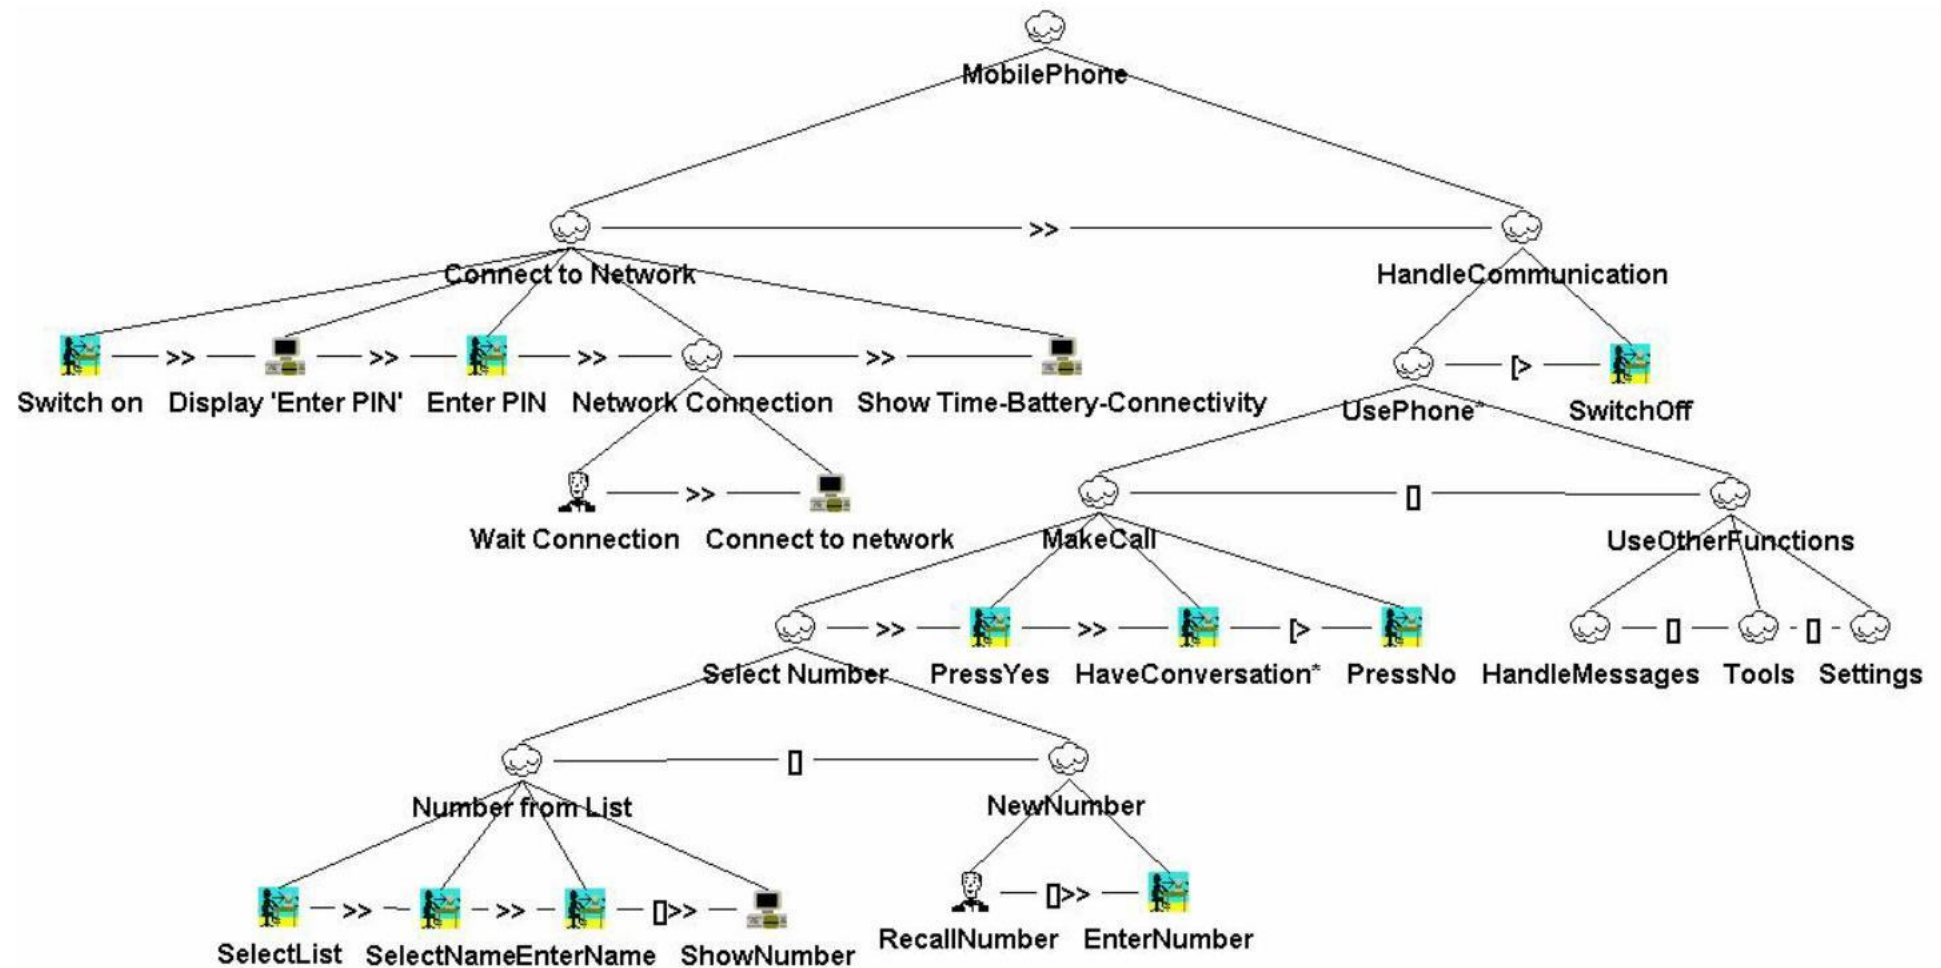 MobilePhone
>>
Connect to Network
HandleCommunication
>> >> >> >> [>
Switch on Display 'Enter PIN' Enter PIN Network Connection Show Time-Battery-Connectivity UsePhone* SwitchOff
>> []
Wait Connection Connect to network MakeCall UseOtherFunctions
>> >> [> [] []
Select Number PressYes HaveConversation* PressNo HandleMessages Tools Settings
[]
Number from List NewNumber
>> >> []>> []>>
SelectList SelectName EnterName ShowNumber RecallNumber EnterNumber